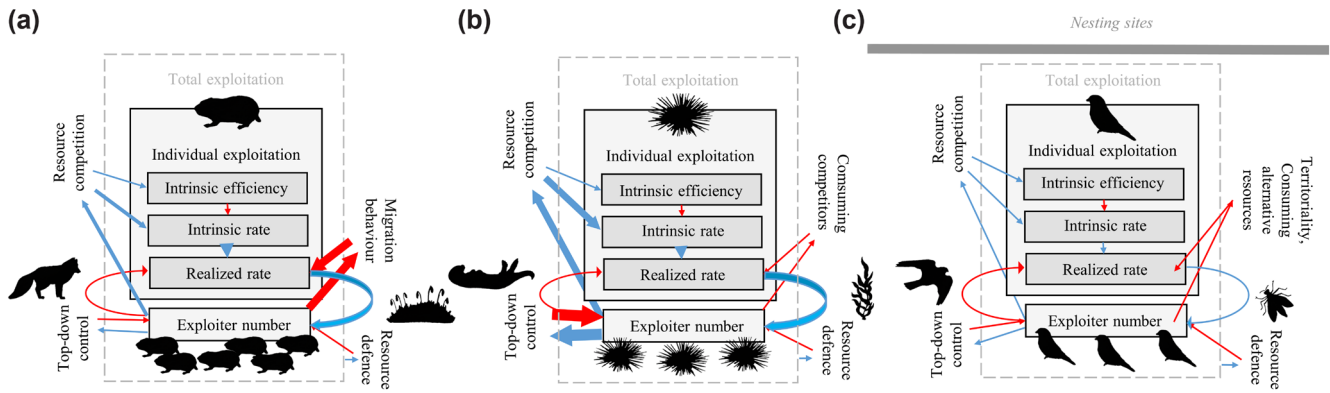 (a)
Total exploitation
Resource
competition
Individual exploitation
Intrinsic efficiency
Intrinsic rate
Realized rate
Migration
behaviour
Exploiter number
Top-down
control
Resource
defence
(b)
Total exploitation
Resource
competition
Individual exploitation
Intrinsic efficiency
Intrinsic rate
Realized rate
Consuming
competitors
Exploiter number
Top-down
control
Resource
defence
(c)
Nesting sites
Total exploitation
Resource
competition
Individual exploitation
Intrinsic efficiency
Intrinsic rate
Realized rate
Territoriality,
Consuming
alternative
resources
Exploiter number
Top-down
control
Resource
defence